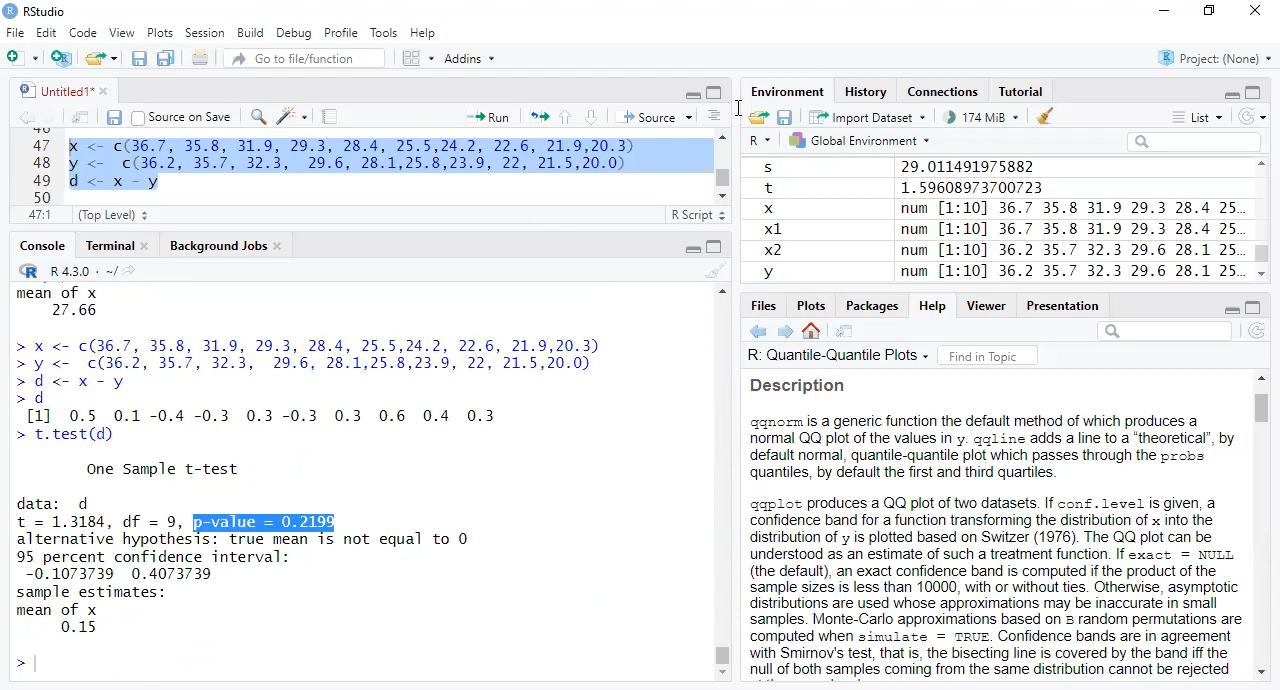 RStudio
File Edit Code View Plots Session Build Debug Profile Tools Help
Go to file/function Addins Project: (None)
Untitled1*
Source on Save Run Source
47 x <- c(36.7, 35.8, 31.9, 29.3, 28.4, 25.5,24.2, 22.6, 21.9,20.3)
48 y <- c(36.2, 35.7, 32.3, 29.6, 28.1,25.8,23.9, 22, 21.5,20.0)
49 d <- x - y
50
47:1 (Top Level) R Script
Console Terminal Background Jobs
R 4.3.0 · ~/
mean of x
27.66
> x <- c(36.7, 35.8, 31.9, 29.3, 28.4, 25.5,24.2, 22.6, 21.9,20.3)
> y <- c(36.2, 35.7, 32.3, 29.6, 28.1,25.8,23.9, 22, 21.5,20.0)
> d <- x - y
> d
[1] 0.5 0.1 -0.4 -0.3 0.3 -0.3 0.3 0.6 0.4 0.3
> t.test(d)
One Sample t-test
data: d
t = 1.3184, df = 9, p-value = 0.2199
alternative hypothesis: true mean is not equal to 0
95 percent confidence interval:
-0.1073739 0.4073739
sample estimates:
mean of x
0.15
>
Environment History Connections Tutorial
Import Dataset 174 MiB List
R Global Environment
s 29.011491975882
t 1.59608973700723
x num [1:10] 36.7 35.8 31.9 29.3 28.4 25…
x1 num [1:10] 36.7 35.8 31.9 29.3 28.4 25…
x2 num [1:10] 36.2 35.7 32.3 29.6 28.1 25…
y num [1:10] 36.2 35.7 32.3 29.6 28.1 25…
Files Plots Packages Help Viewer Presentation
R: Quantile-Quantile Plots Find in Topic
Description
qqnorm is a generic function the default method of which produces a
normal QQ plot of the values in y. qqline adds a line to a "theoretical", by
default normal, quantile-quantile plot which passes through the probs
quantiles, by default the first and third quartiles.
qqplot produces a QQ plot of two datasets. If conf.level is given, a
confidence band for a function transforming the distribution of x into the
distribution of y is plotted based on Switzer (1976). The QQ plot can be
understood as an estimate of such a treatment function. If exact = NULL
(the default), an exact confidence band is computed if the product of the
sample sizes is less than 10000, with or without ties. Otherwise, asymptotic
distributions are used whose approximations may be inaccurate in small
samples. Monte-Carlo approximations based on B random permutations are
computed when simulate = TRUE. Confidence bands are in agreement
with Smirnov's test, that is, the bisecting line is covered by the band iff the
null of both samples coming from the same distribution cannot be rejected